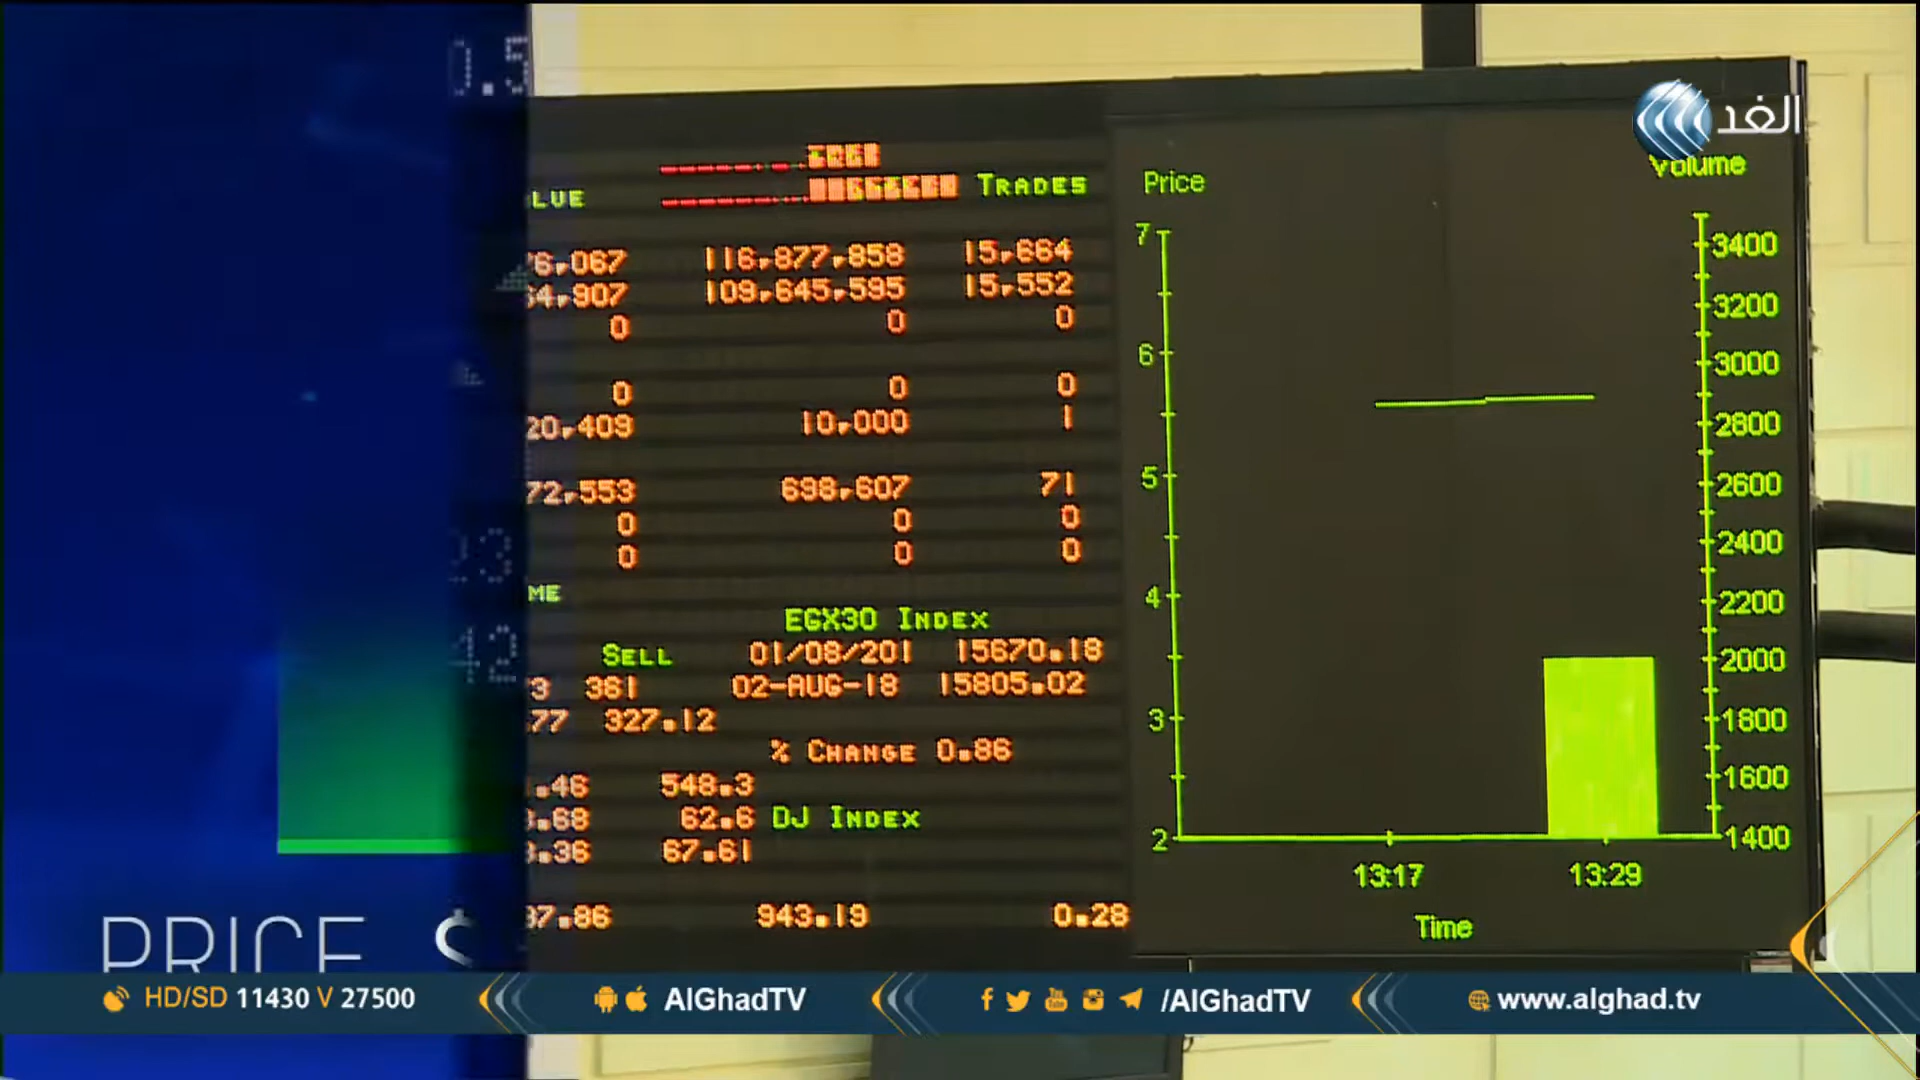 0.5
الغد
LUE
TRADES
76,067 116,877,858 15,664
64,907 109,645,595 15,552
0 0 0
0 0 0
20,409 10,000 1
72,553 698,607 71
0 0 0
0 0 0
ME
EGX30 INDEX
SELL 01/08/201 15670.18
3 361 02-AUG-18 15805.02
77 327.12
% CHANGE 0.86
.46 548.3
.68 62.6 DJ INDEX
.36 67.61
37.86 943.19 0.28
Price
Volume
7
6
5
4
3
2
3400
3200
3000
2800
2600
2400
2200
2000
1800
1600
1400
13:17 13:29
Time
23
42
PRICE $
HD/SD 11430 V 27500
AlGhadTV
/AlGhadTV
www.alghad.tv